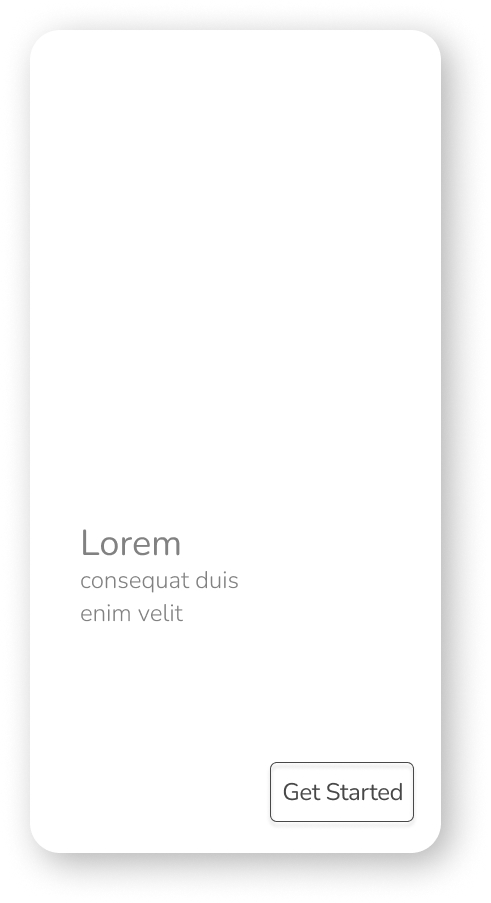 Lorem
consequat duis
enim velit
Get Started